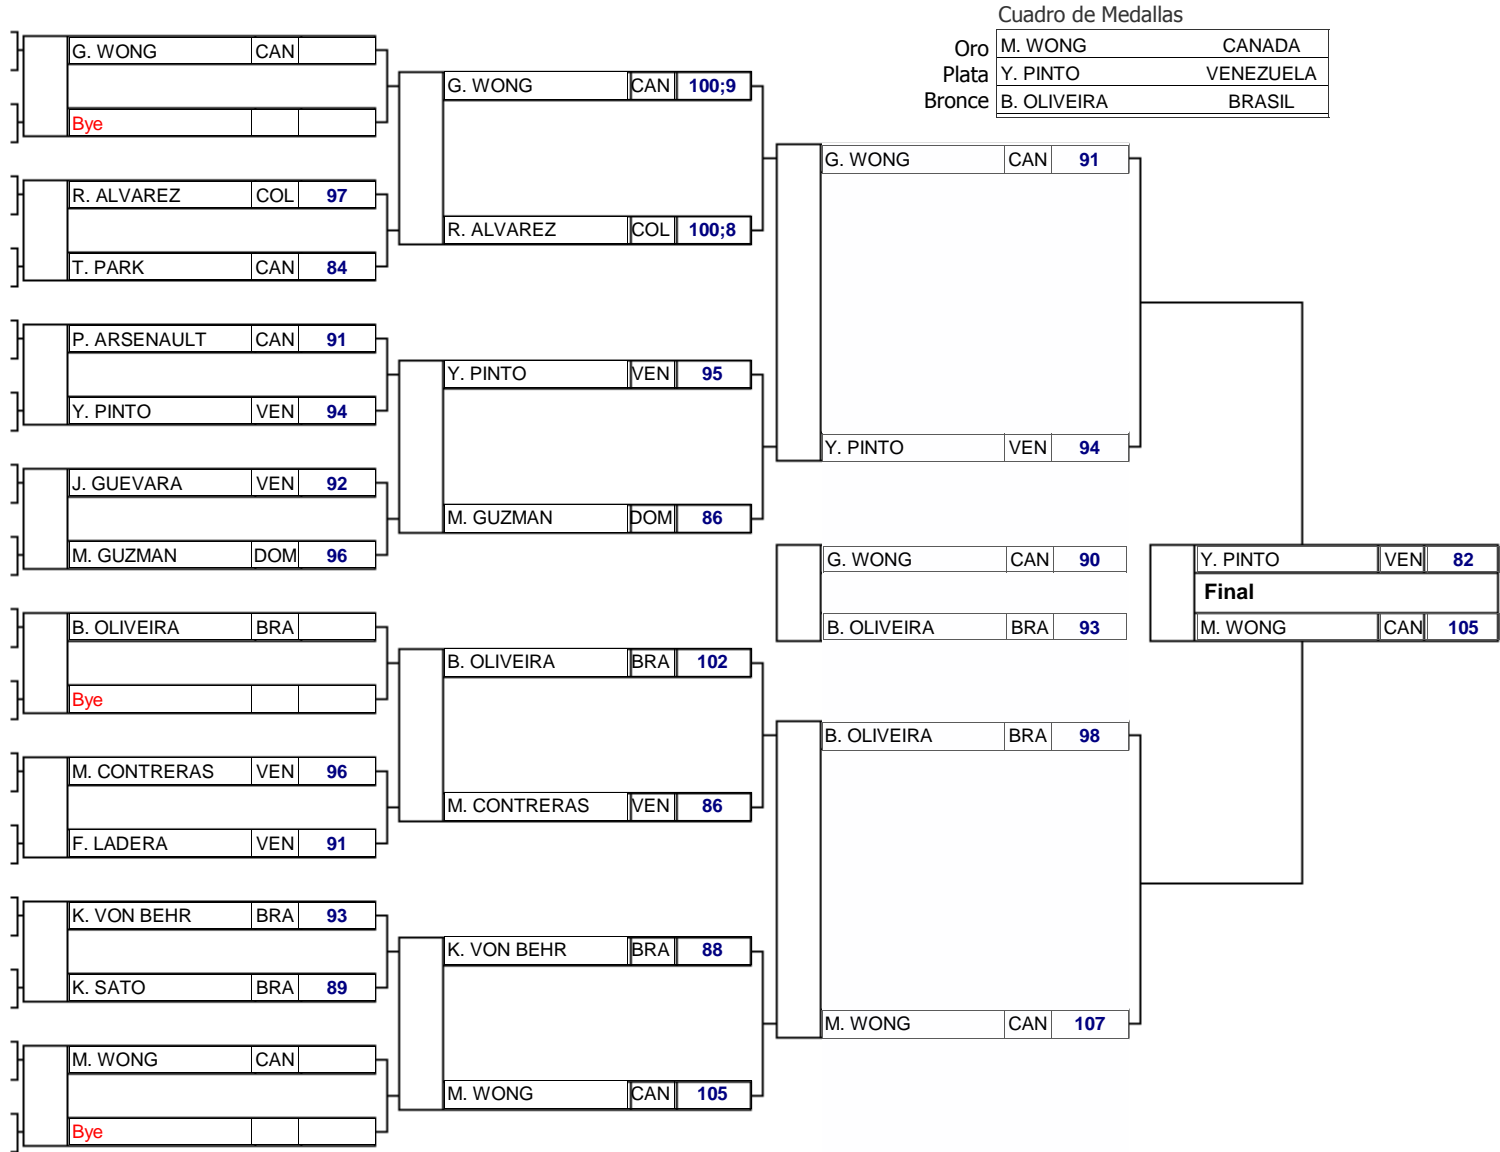 Cuadro de Medallas
Oro M. WONG CANADA
Plata Y. PINTO VENEZUELA
Bronce B. OLIVEIRA BRASIL
G. WONG CAN
Bye
R. ALVAREZ COL 97
T. PARK CAN 84
P. ARSENAULT CAN 91
Y. PINTO VEN 94
J. GUEVARA VEN 92
M. GUZMAN DOM 96
B. OLIVEIRA BRA
Bye
M. CONTRERAS VEN 96
F. LADERA VEN 91
K. VON BEHR BRA 93
K. SATO BRA 89
M. WONG CAN
Bye
G. WONG CAN 100;9
R. ALVAREZ COL 100;8
Y. PINTO VEN 95
M. GUZMAN DOM 86
B. OLIVEIRA BRA 102
M. CONTRERAS VEN 86
K. VON BEHR BRA 88
M. WONG CAN 105
G. WONG CAN 91
Y. PINTO VEN 94
G. WONG CAN 90
B. OLIVEIRA BRA 93
B. OLIVEIRA BRA 98
M. WONG CAN 107
Y. PINTO VEN 82
Final
M. WONG CAN 105